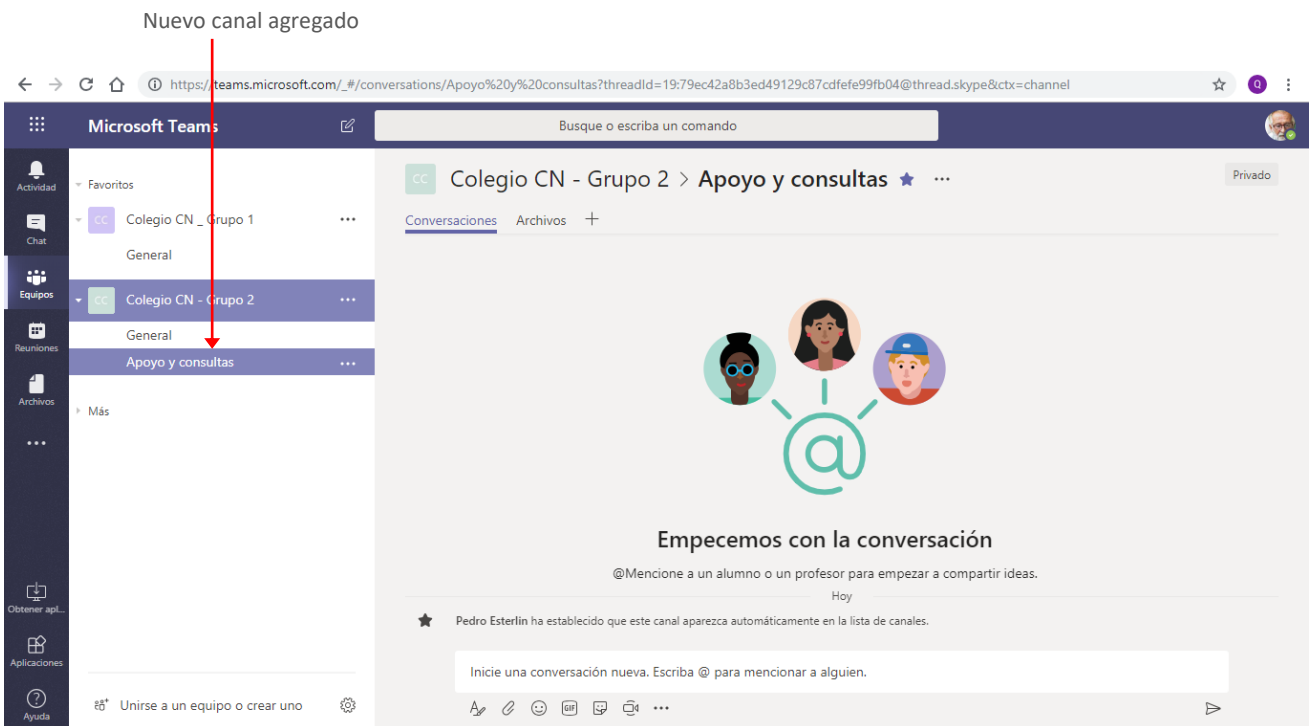 Nuevo canal agregado
https://teams.microsoft.com/_#/conversations/Apoyo%20y%20consultas?threadId=19:79ec42a8b3ed49129c87cdfefe99fb04@thread.skype&ctx=channel
Q
Microsoft Teams
Busque o escriba un comando
Actividad
Chat
Equipos
Reuniones
Archivos
Obtener apl...
Aplicaciones
Ayuda
Favoritos
CC Colegio CN _ Grupo 1
General
CC Colegio CN - Grupo 2
General
Apoyo y consultas
Más
Unirse a un equipo o crear uno
CC Colegio CN - Grupo 2 > Apoyo y consultas
Privado
Conversaciones Archivos
@
Empecemos con la conversación
@Mencione a un alumno o un profesor para empezar a compartir ideas.
Hoy
Pedro Esterlin ha establecido que este canal aparezca automáticamente en la lista de canales.
Inicie una conversación nueva. Escriba @ para mencionar a alguien.
GIF